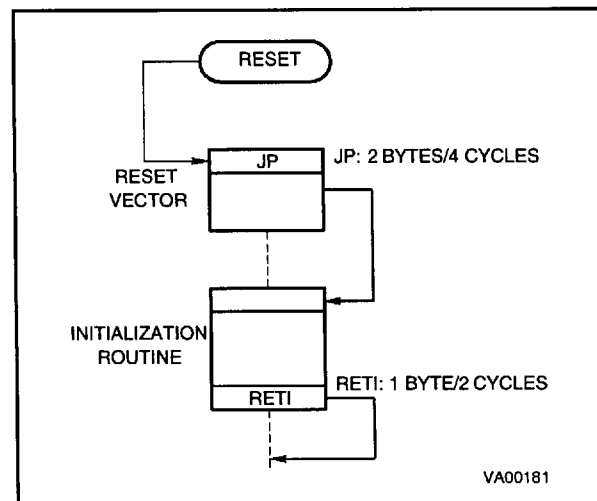 RESET
JP
JP: 2 BYTES/4 CYCLES
RESET
VECTOR
INITIALIZATION
ROUTINE
RETI
RETI: 1 BYTE/2 CYCLES
VA00181